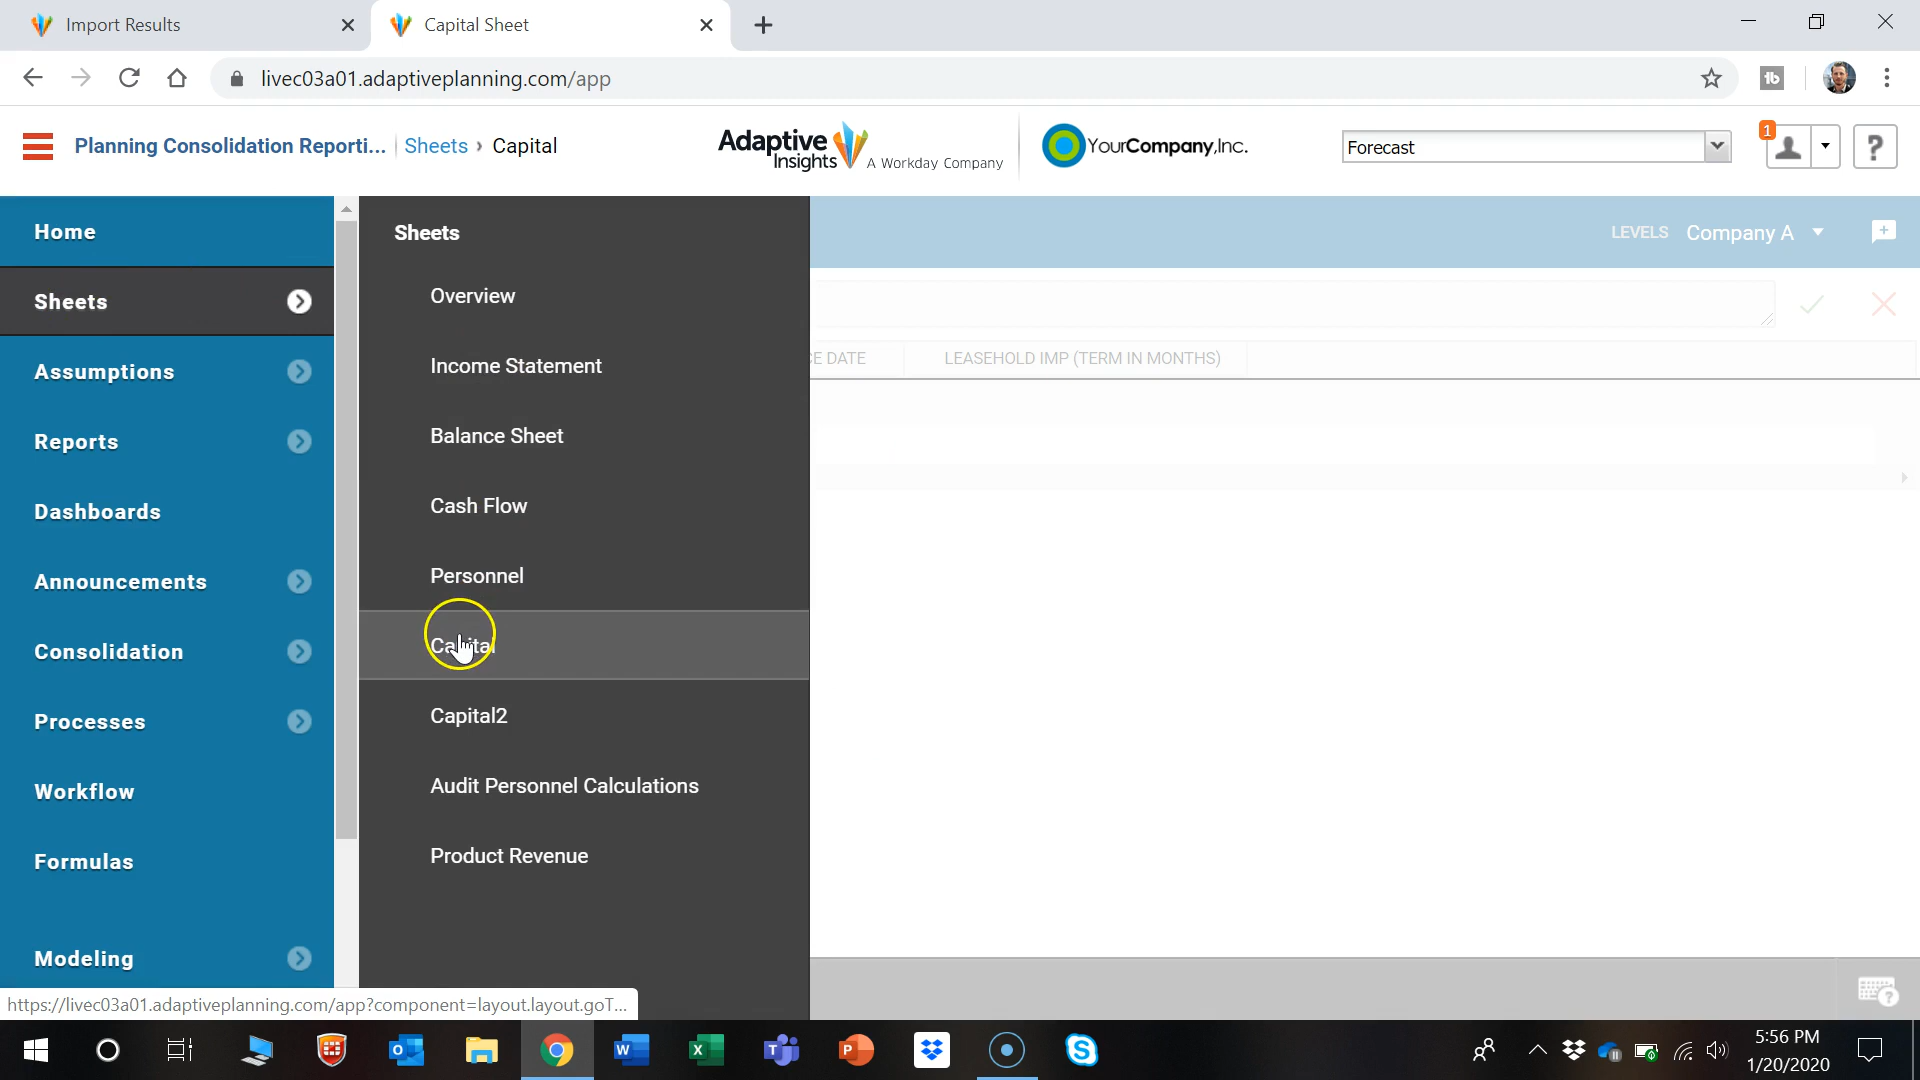 Import Results
Capital Sheet
livec03a01.adaptiveplanning.com/app
Planning Consolidation Reporti...
Sheets › Capital
Adaptive Insights
A Workday Company
YourCompany,Inc.
Forecast
1
?
Home
Sheets
Assumptions
Reports
Dashboards
Announcements
Consolidation
Processes
Workflow
Formulas
Modeling
Sheets
Overview
Income Statement
Balance Sheet
Cash Flow
Personnel
Capital
Capital2
Audit Personnel Calculations
Product Revenue
LEVELS Company A
DATE
LEASEHOLD IMP (TERM IN MONTHS)
https://livec03a01.adaptiveplanning.com/app?component=layout.layout.goT...
5:56 PM
1/20/2020